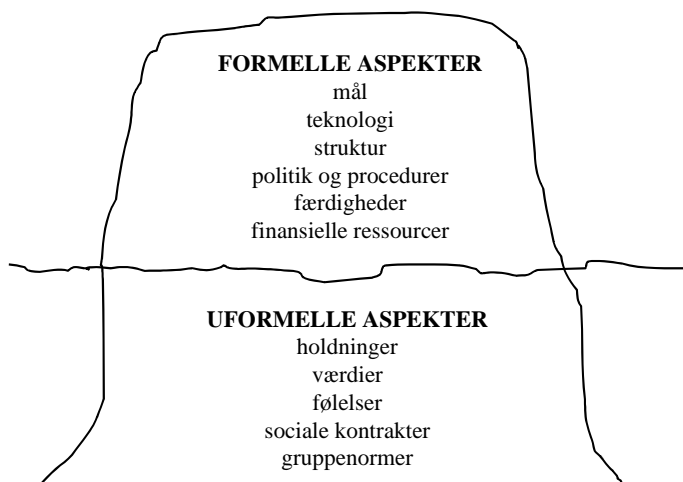 FORMELLE ASPEKTER
mål
teknologi
struktur
politik og procedurer
færdigheder
finansielle ressourcer
UFORMELLE ASPEKTER
holdninger
værdier
følelser
sociale kontrakter
gruppenormer